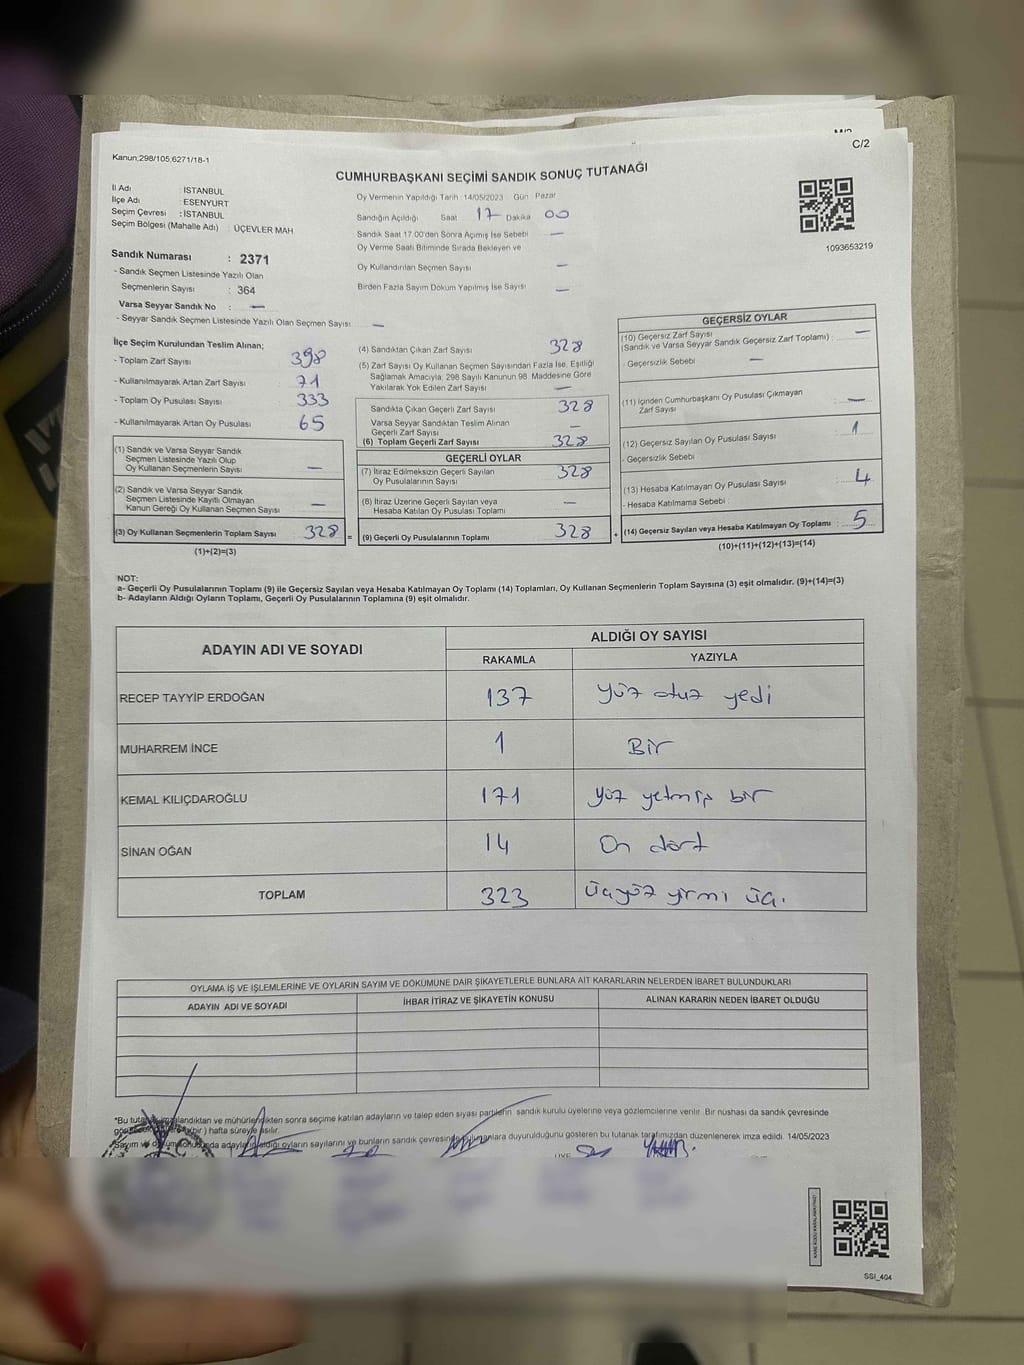 C/2
Kanun;298/105,6271/18-1
CUMHURBAŞKANI SEÇİMİ SANDIK SONUÇ TUTANAĞI
İl Adı : İSTANBUL
İlçe Adı : ESENYURT
Seçim Çevresi : İSTANBUL
Seçim Bölgesi (Mahalle Adı) : ÜÇEVLER MAH
Oy Vermenin Yapıldığı Tarih :14/05/2023 Gün Pazar
Sandığın Açıldığı Saat 17 Dakika 00
Sandık Saat 17.00'den Sonra Açımış İse Sebebi —
Oy Verme Saati Bitiminde Sırada Bekleyen ve
Oy Kullandırılan Seçmen Sayısı —
Birden Fazla Sayım Döküm Yapılmış İse Sayısı —
1093653219
Sandık Numarası : 2371
- Sandık Seçmen Listesinde Yazılı Olan
Seçmenlerin Sayısı : 364
Varsa Seyyar Sandık No : —
- Seyyar Sandık Seçmen Listesinde Yazılı Olan Seçmen Sayısı: —
İlçe Seçim Kurulundan Teslim Alınan;
- Toplam Zarf Sayısı 398
- Kullanılmayarak Artan Zarf Sayısı 71
- Toplam Oy Pusulası Sayısı 333
- Kullanılmayarak Artan Oy Pusulası 65
(1) Sandık ve Varsa Seyyar Sandık
Seçmen Listesinde Yazılı Olup
Oy Kullanan Seçmenlerin Sayısı —
(2) Sandık ve Varsa Seyyar Sandık
Seçmen Listesinde Kayıtlı Olmayan
Kanun Gereği Oy Kullanan Seçmen Sayısı —
(3) Oy Kullanan Seçmenlerin Toplam Sayısı 328 =
(1)+(2)=(3)
(4) Sandıktan Çıkan Zarf Sayısı 328
(5) Zarf Sayısı Oy Kullanan Seçmen Sayısından Fazla İse, Eşitliği
Sağlamak Amacıyla; 298 Sayılı Kanunun 98. Maddesine Göre
Yakılarak Yok Edilen Zarf Sayısı —
Sandıkta Çıkan Geçerli Zarf Sayısı 328
Varsa Seyyar Sandıktan Teslim Alınan
Geçerli Zarf Sayısı —
(6) Toplam Geçerli Zarf Sayısı 328
GEÇERLİ OYLAR
(7) İtiraz Edilmeksizin Geçerli Sayılan
Oy Pusulalarının Sayısı 328
(8) İtiraz Üzerine Geçerli Sayılan veya
Hesaba Katılan Oy Pusulası Toplamı —
(9) Geçerli Oy Pusulalarının Toplamı 328 +
GEÇERSİZ OYLAR
(10) Geçersiz Zarf Sayısı
(Sandık ve Varsa Seyyar Sandık Geçersiz Zarf Toplamı) : —
- Geçersizlik Sebebi —
(11) İçinden Cumhurbaşkanı Oy Pusulası Çıkmayan
Zarf Sayısı —
(12) Geçersiz Sayılan Oy Pusulası Sayısı : 1
- Geçersizlik Sebebi
(13) Hesaba Katılmayan Oy Pusulası Sayısı : 4
- Hesaba Katılmama Sebebi :
(14) Geçersiz Sayılan veya Hesaba Katılmayan Oy Toplamı : 5
(10)+(11)+(12)+(13)=(14)
NOT:
a- Geçerli Oy Pusulalarının Toplamı (9) ile Geçersiz Sayılan veya Hesaba Katılmayan Oy Toplamı (14) Toplamları, Oy Kullanan Seçmenlerin Toplam Sayısına (3) eşit olmalıdır. (9)+(14)=(3)
b- Adayların Aldığı Oyların Toplamı, Geçerli Oy Pusulalarının Toplamına (9) eşit olmalıdır.
ADAYIN ADI VE SOYADI
ALDIĞI OY SAYISI
RAKAMLA YAZIYLA
RECEP TAYYİP ERDOĞAN 137 Yüz otuz yedi
MUHARREM İNCE 1 Bir
KEMAL KILIÇDAROĞLU 171 Yüz yetmiş bir
SİNAN OĞAN 14 On dört
TOPLAM 323 Üçyüz yirmi üç.
OYLAMA İŞ VE İŞLEMLERİNE VE OYLARIN SAYIM VE DÖKÜMÜNE DAİR ŞİKAYETLERLE BUNLARA AİT KARARLARIN NELERDEN İBARET BULUNDUKLARI
ADAYIN ADI VE SOYADI İHBAR İTİRAZ VE ŞİKAYETİN KONUSU ALINAN KARARIN NEDEN İBARET OLDUĞU
*Bu tutanak imzalandıktan ve mühürlendikten sonra seçime katılan adayların ve talep eden siyasi partilerin sandık kurulu üyelerine veya gözlemcilerine verilir. Bir nüshası da sandık çevresinde
(bir) hafta süreyle asılır.
Sayım ve adayların aldığı oyların sayılarını ve bunların sandık çevresinde bulunanlara duyurulduğunu gösteren bu tutanak tarafımızdan düzenlenerek imza edildi. 14/05/2023
SSİ_404